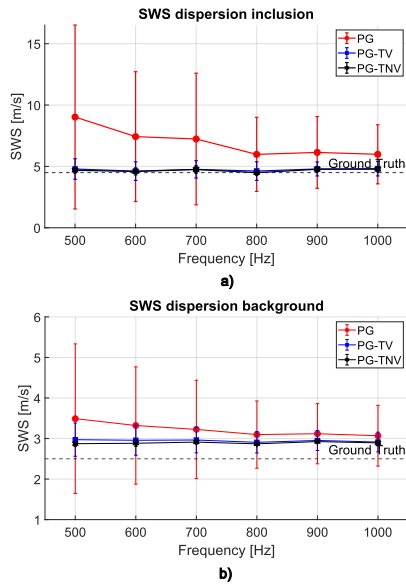 SWS dispersion inclusion
PG
PG-TV
PG-TNV
15
10
5
0
SWS [m/s]
Ground Truth
500 600 700 800 900 1000
Frequency [Hz]
a)
SWS dispersion background
PG
PG-TV
PG-TNV
6
5
4
3
2
1
SWS [m/s]
Ground Truth
500 600 700 800 900 1000
Frequency [Hz]
b)